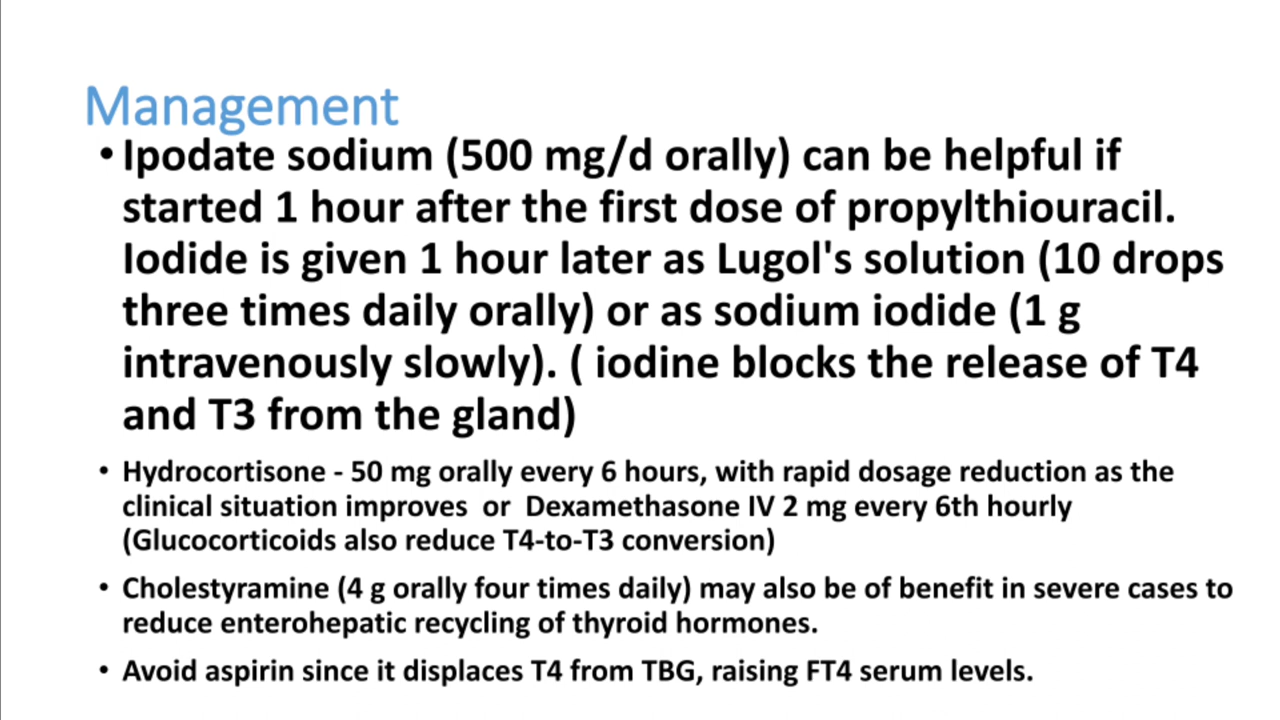 Management
• Ipodate sodium (500 mg/d orally) can be helpful if
started 1 hour after the first dose of propylthiouracil.
Iodide is given 1 hour later as Lugol's solution (10 drops
three times daily orally) or as sodium iodide (1 g
intravenously slowly). ( iodine blocks the release of T4
and T3 from the gland)
• Hydrocortisone - 50 mg orally every 6 hours, with rapid dosage reduction as the
clinical situation improves  or  Dexamethasone IV 2 mg every 6th hourly
(Glucocorticoids also reduce T4-to-T3 conversion)
• Cholestyramine (4 g orally four times daily) may also be of benefit in severe cases to
reduce enterohepatic recycling of thyroid hormones.
• Avoid aspirin since it displaces T4 from TBG, raising FT4 serum levels.